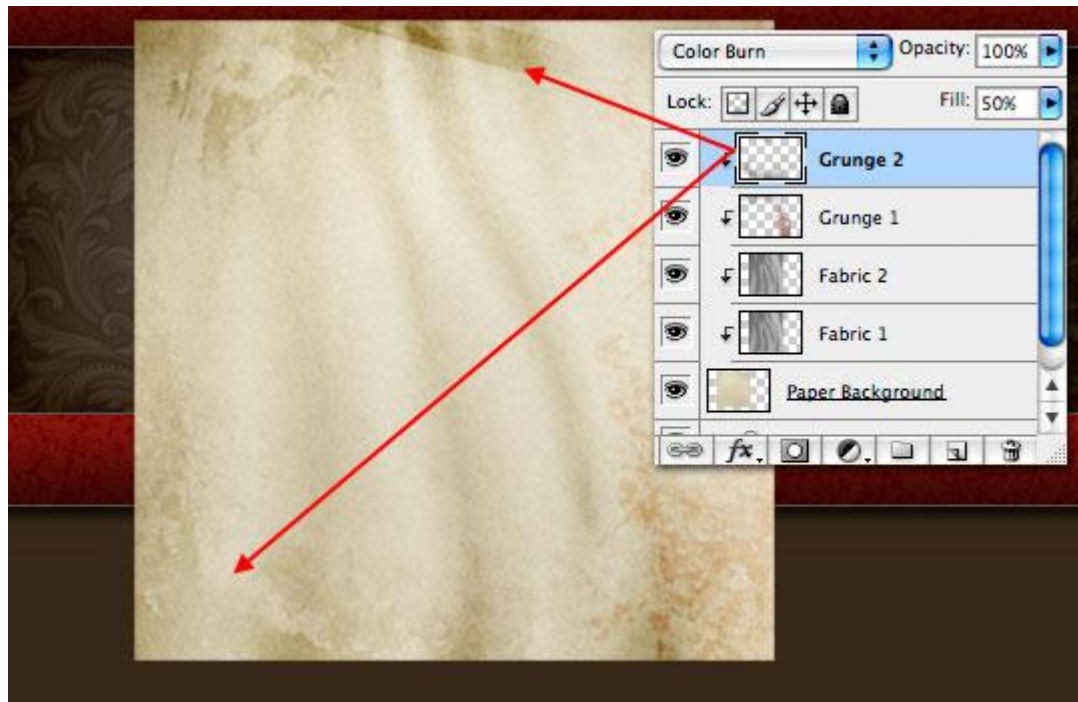 Color Burn Opacity: 100%
Lock: Fill: 50%
Grunge 2
Grunge 1
Fabric 2
Fabric 1
Paper Background
fx.